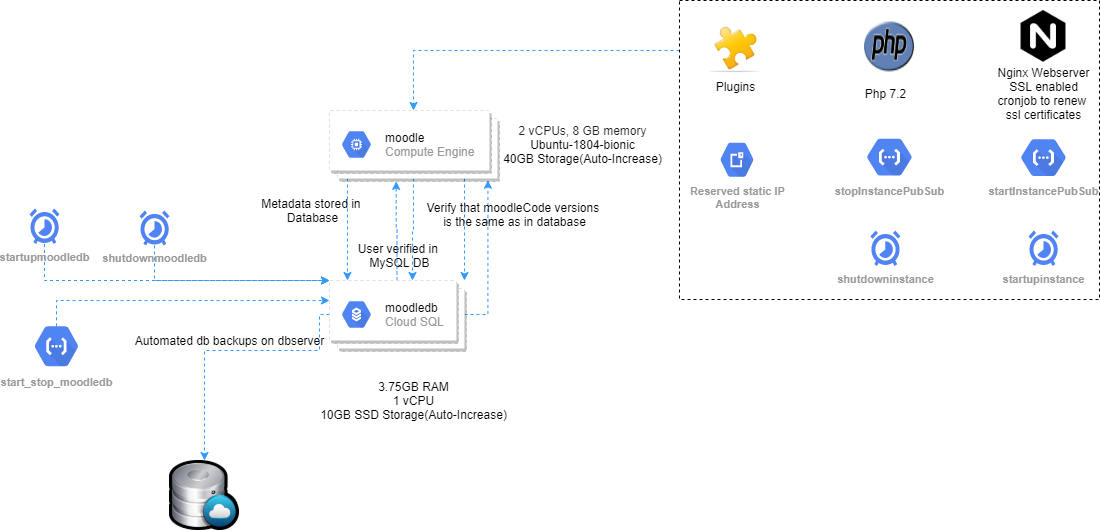 php
Plugins
Php 7.2
Nginx Webserver
SSL enabled
cronjob to renew
ssl certificates
Reserved static IP
Address
stopInstancePubSub
startInstancePubSub
shutdowninstance
startupinstance
moodle
Compute Engine
2 vCPUs, 8 GB memory
Ubuntu-1804-bionic
40GB Storage(Auto-Increase)
Metadata stored in
Database
Verify that moodleCode versions
is the same as in database
User verified in
MySQL DB
startupmoodledb
shutdownmoodledb
moodledb
Cloud SQL
start_stop_moodledb
Automated db backups on dbserver
3.75GB RAM
1 vCPU
10GB SSD Storage(Auto-Increase)